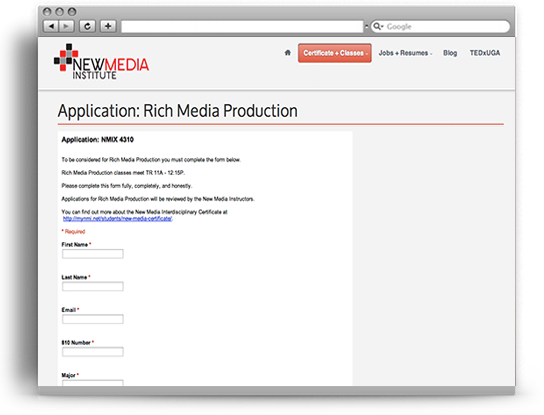 Google
NEWMEDIA
INSTITUTE
Certificate + Classes
Jobs + Resumes
Blog
TEDxUGA
Application: Rich Media Production
Application: NMIX 4310
To be considered for Rich Media Production you must complete the form below.
Rich Media Production classes meet TR 11A - 12:15P.
Please complete this form fully, completely, and honestly.
Applications for Rich Media Production will be reviewed by the New Media Instructors.
You can find out more about the New Media Interdisciplinary Certificate at
http://mynmi.net/students/new-media-certificate/.
* Required
First Name *
Last Name *
Email *
810 Number *
Major *